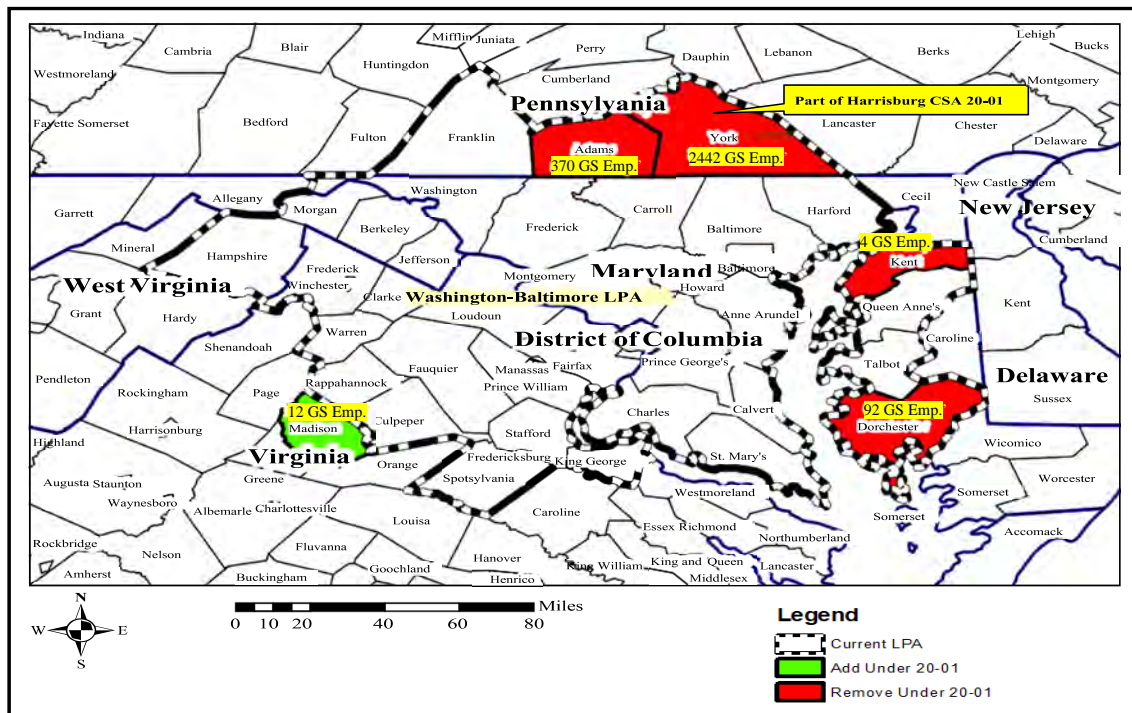 Indiana
Cambria
Blair
Huntingdon
Mifflin
Juniata
Perry
Dauphin
Lebanon
Berks
Lehigh
Bucks
Westmoreland
Cumberland
Montgomery
Pennsylvania
Part of Harrisburg CSA 20-01
Fayette Somerset
Bedford
Fulton
Franklin
Adams
370 GS Emp.
York
2442 GS Emp.
Lancaster
Chester
Delaware
Garrett
Allegany
Washington
Morgan
Berkeley
Frederick
Carroll
Baltimore
Harford
Cecil
New Castle Salem
New Jersey
Cumberland
Mineral
Hampshire
Jefferson
Frederick
Winchester
Montgomery
Maryland
Howard
Baltimore
4 GS Emp.
Kent
West Virginia
Clarke
Washington-Baltimore LPA
Grant
Hardy
Loudoun
Anne Arundel
Queen Anne's
Kent
Warren
District of Columbia
Shenandoah
Caroline
Pendleton
Rockingham
Page
Rappahannock
Fauquier
Manassas
Fairfax
Prince William
Prince George's
Talbot
Delaware
Sussex
12 GS Emp.
Madison
Culpeper
Charles
Calvert
92 GS Emp.
Dorchester
Highland
Harrisonburg
Virginia
Orange
Stafford
Fredericksburg
King George
St. Mary's
Wicomico
Augusta
Staunton
Greene
Spotsylvania
Westmoreland
Somerset
Worcester
Waynesboro
Albemarle
Charlottesville
Louisa
Caroline
Essex
Richmond
Somerset
Accomack
Rockbridge
Nelson
Fluvanna
Hanover
King William
King and Queen
Northumberland
Lancaster
Amherst
Buckingham
Goochland
Henrico
Middlesex
N
W E
S
Miles
0 10 20 40 60 80
Legend
Current LPA
Add Under 20-01
Remove Under 20-01